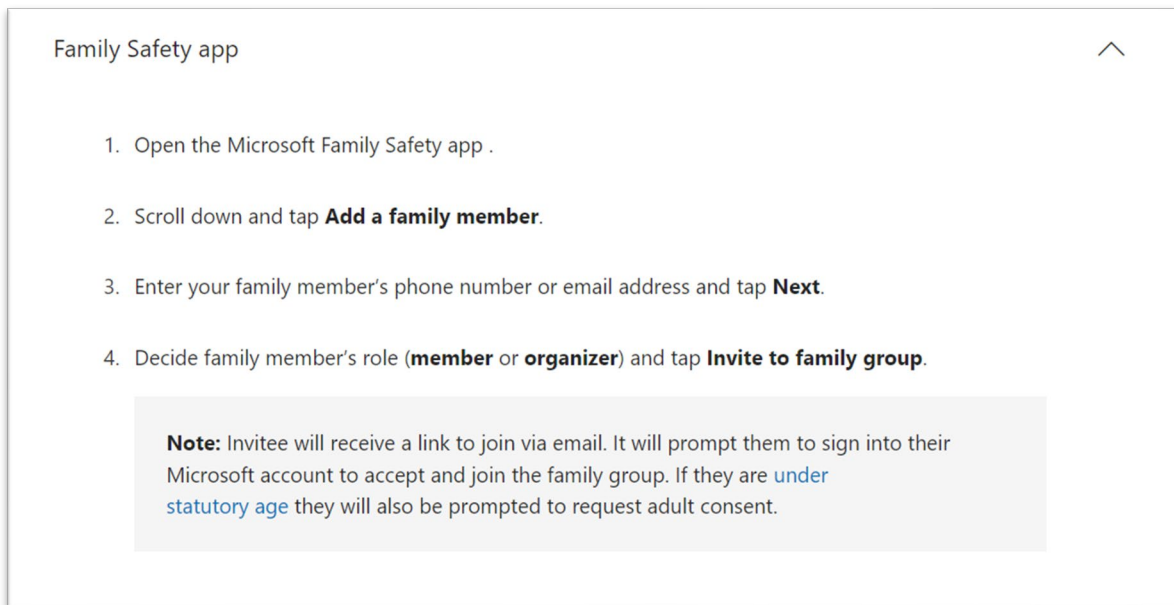 Family Safety app
1. Open the Microsoft Family Safety app .
2. Scroll down and tap Add a family member.
3. Enter your family member’s phone number or email address and tap Next.
4. Decide family member’s role (member or organizer) and tap Invite to family group.
Note: Invitee will receive a link to join via email. It will prompt them to sign into their
Microsoft account to accept and join the family group. If they are under
statutory age they will also be prompted to request adult consent.